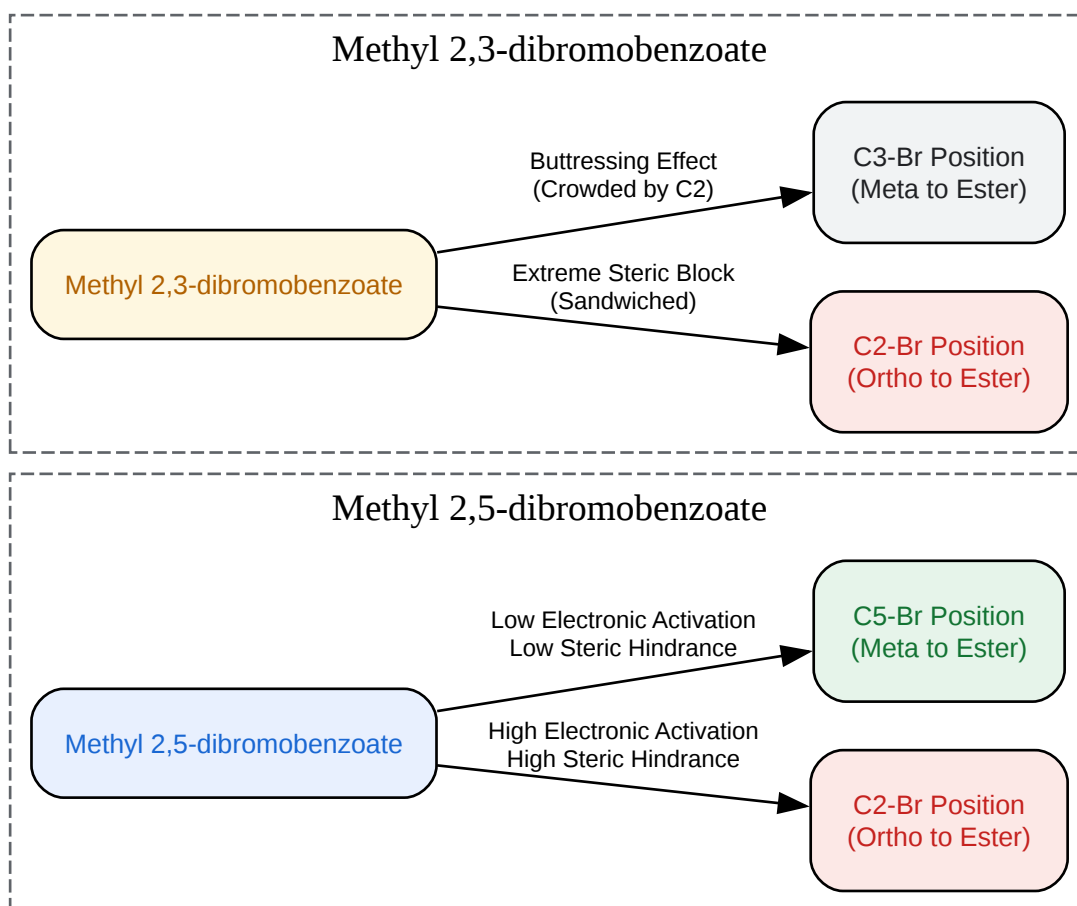 Methyl 2,3-dibromobenzoate
Buttressing Effect
(Crowded by C2)
C3-Br Position
(Meta to Ester)
Methyl 2,3-dibromobenzoate
Extreme Steric Block
(Sandwiched)
C2-Br Position
(Ortho to Ester)
Methyl 2,5-dibromobenzoate
Low Electronic Activation
Low Steric Hindrance
C5-Br Position
(Meta to Ester)
Methyl 2,5-dibromobenzoate
High Electronic Activation
High Steric Hindrance
C2-Br Position
(Ortho to Ester)